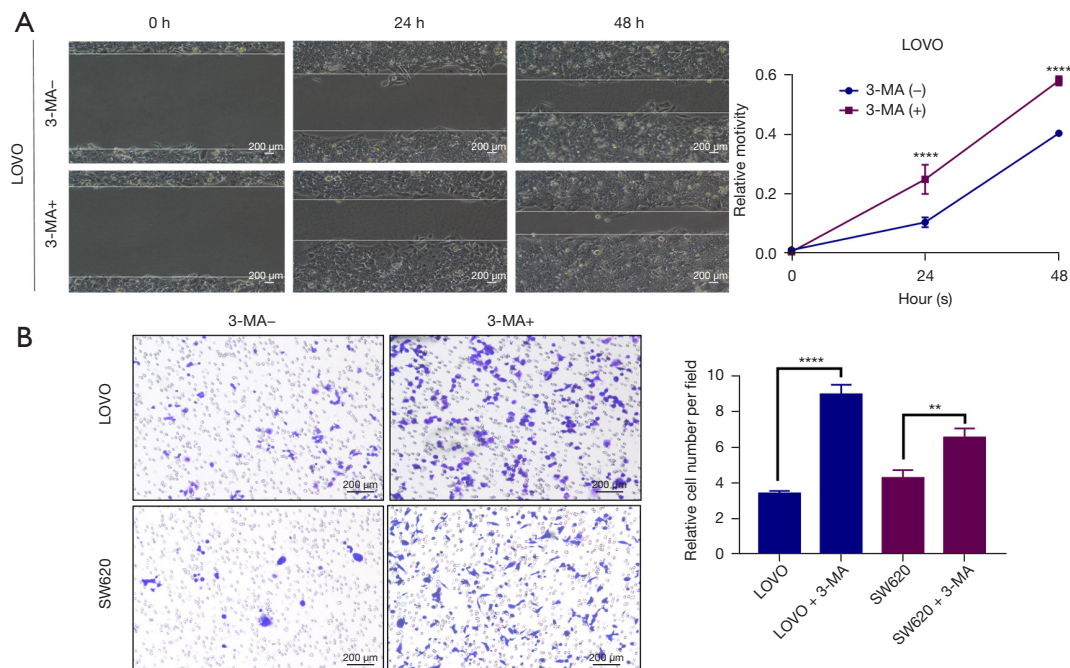 A
0 h
24 h
48 h
LOVO
3-MA–
200 μm
200 μm
200 μm
3-MA+
200 μm
200 μm
200 μm
LOVO
Relative motivity
0.6
0.4
0.2
0.0
3-MA (–)
3-MA (+)
****
****
0
24
48
Hour (s)
B
3-MA–
3-MA+
LOVO
200 μm
200 μm
SW620
200 μm
200 μm
Relative cell number per field
10
8
6
4
2
0
****
**
LOVO
LOVO + 3-MA
SW620
SW620 + 3-MA